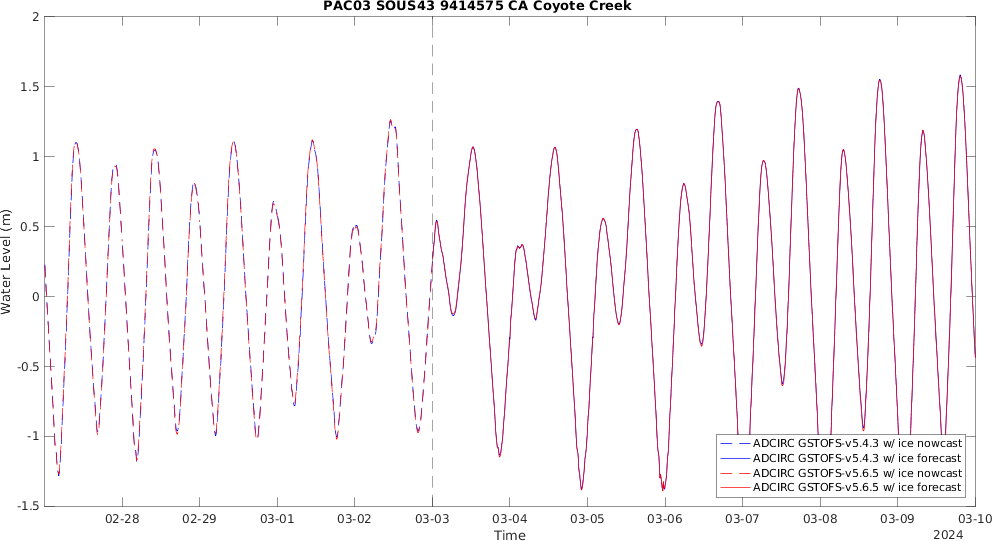 PAC03 SOUS43 9414575 CA Coyote Creek
2
1.5
1
0.5
0
-0.5
-1
-1.5
Water Level (m)
ADCIRC GSTOFS-v5.4.3 w/ ice nowcast
ADCIRC GSTOFS-v5.4.3 w/ ice forecast
ADCIRC GSTOFS-v5.6.5 w/ ice nowcast
ADCIRC GSTOFS-v5.6.5 w/ ice forecast
02-28 02-29 03-01 03-02 03-03 03-04 03-05 03-06 03-07 03-08 03-09 03-10
Time
2024